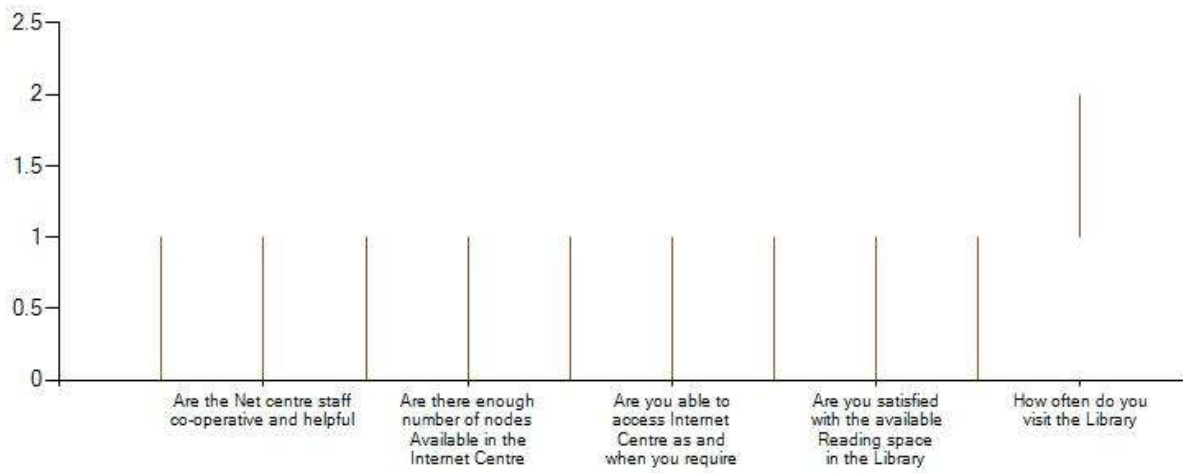 2.5
2
1.5
1
0.5
0
Are the Net centre staff
co-operative and helpful
Are there enough
number of nodes
Available in the
Internet Centre
Are you able to
access Internet
Centre as and
when you require
Are you satisfied
with the available
Reading space
in the Library
How often do you
visit the Library